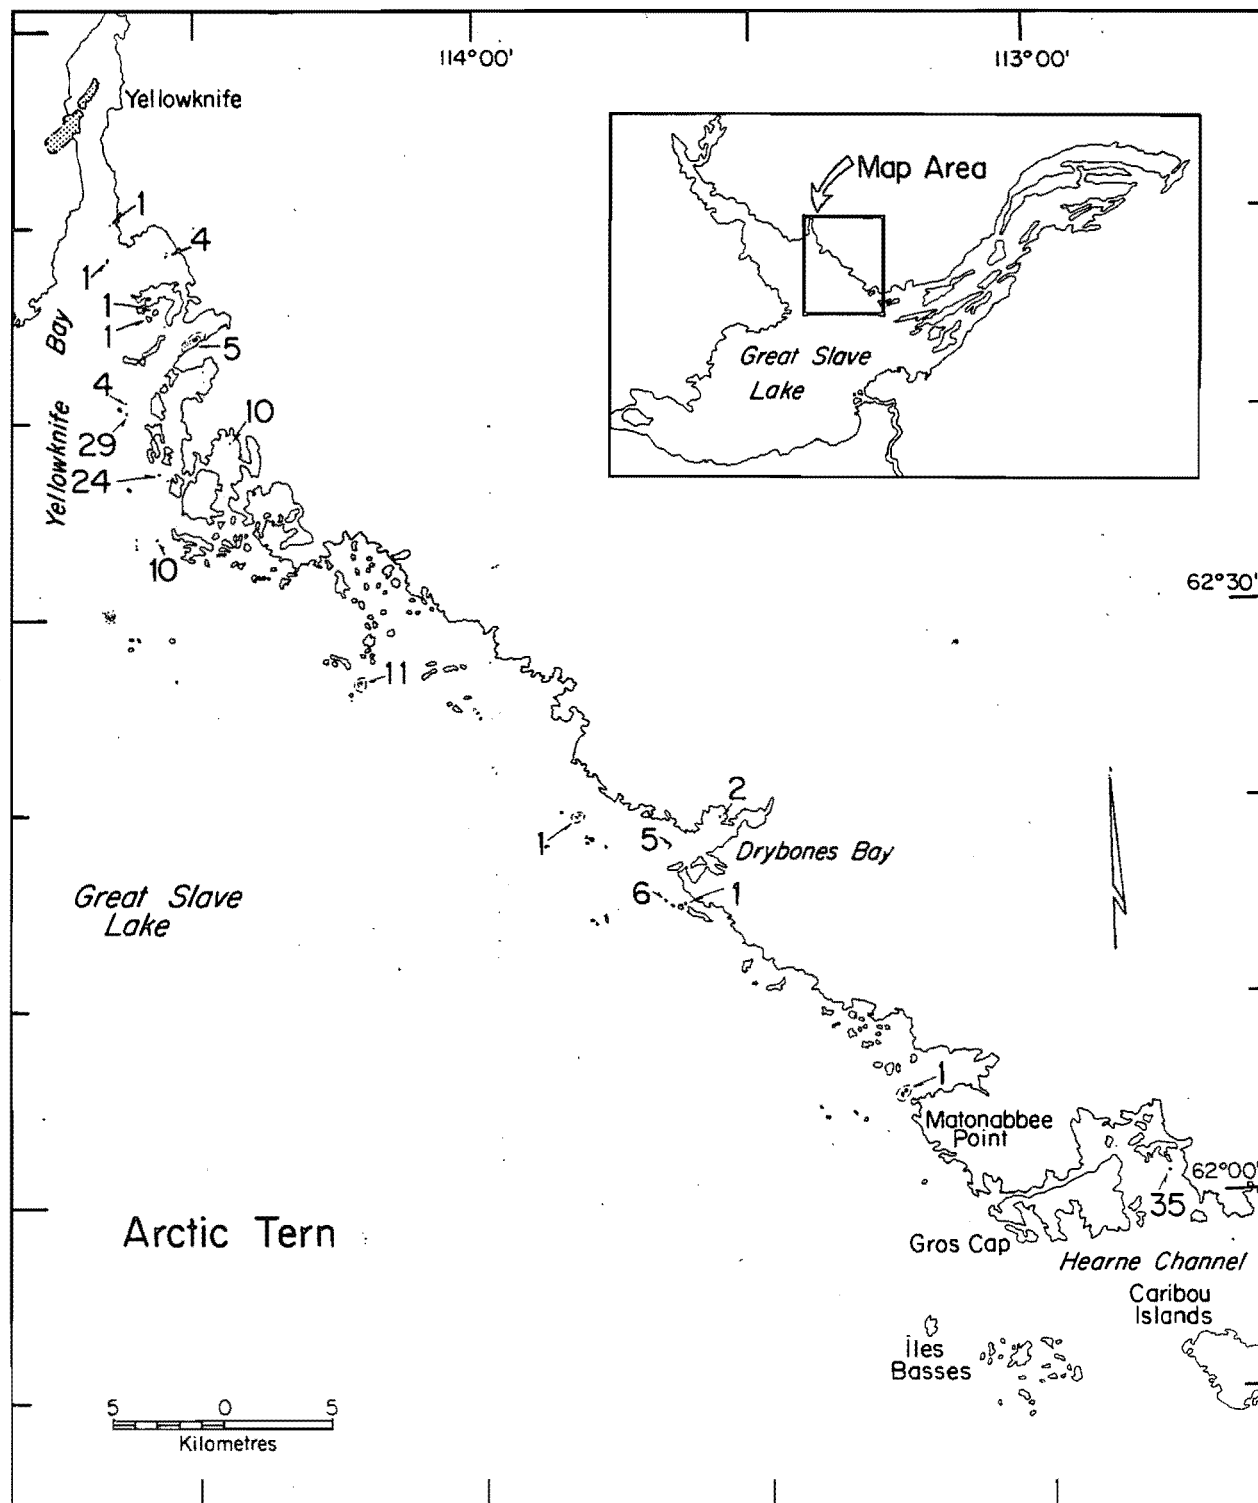 114°00'
113°00'
Yellowknife
Map Area
1
4
1
1
1
Great Slave
Lake
5
4
10
29
24
Yellowknife Bay
10
62°30'
11
2
1
5
Drybones Bay
6
1
Great Slave
Lake
1
Matonabbee
Point
62°00'
35
Arctic Tern
Gros Cap
Hearne Channel
Caribou
Islands
Îles
Basses
5 0 5
Kilometres